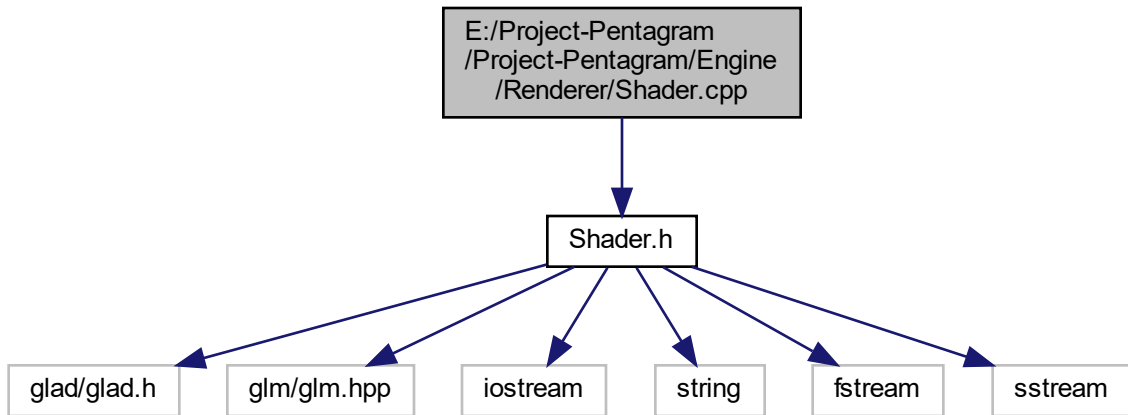 E:/Project-Pentagram
/Project-Pentagram/Engine
/Renderer/Shader.cpp
Shader.h
glad/glad.h
glm/glm.hpp
iostream
string
fstream
sstream